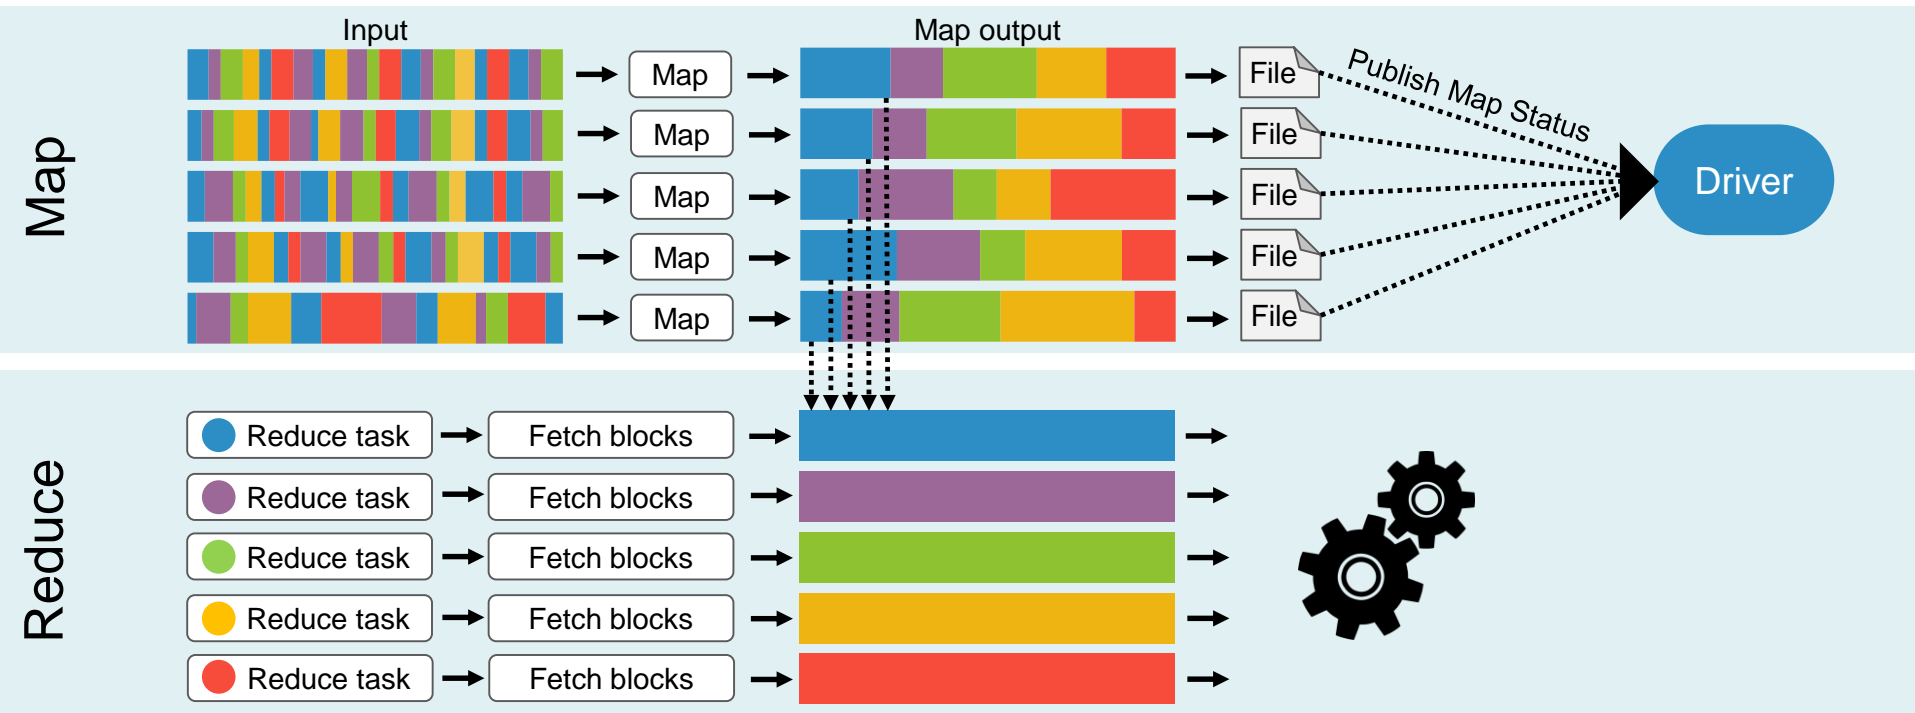 Input
Map output
Map
Map
File
Publish Map Status
Map
File
Map
Map
File
Driver
Map
File
Map
File
Reduce
Reduce task
Fetch blocks
Reduce task
Fetch blocks
Reduce task
Fetch blocks
Reduce task
Fetch blocks
Reduce task
Fetch blocks